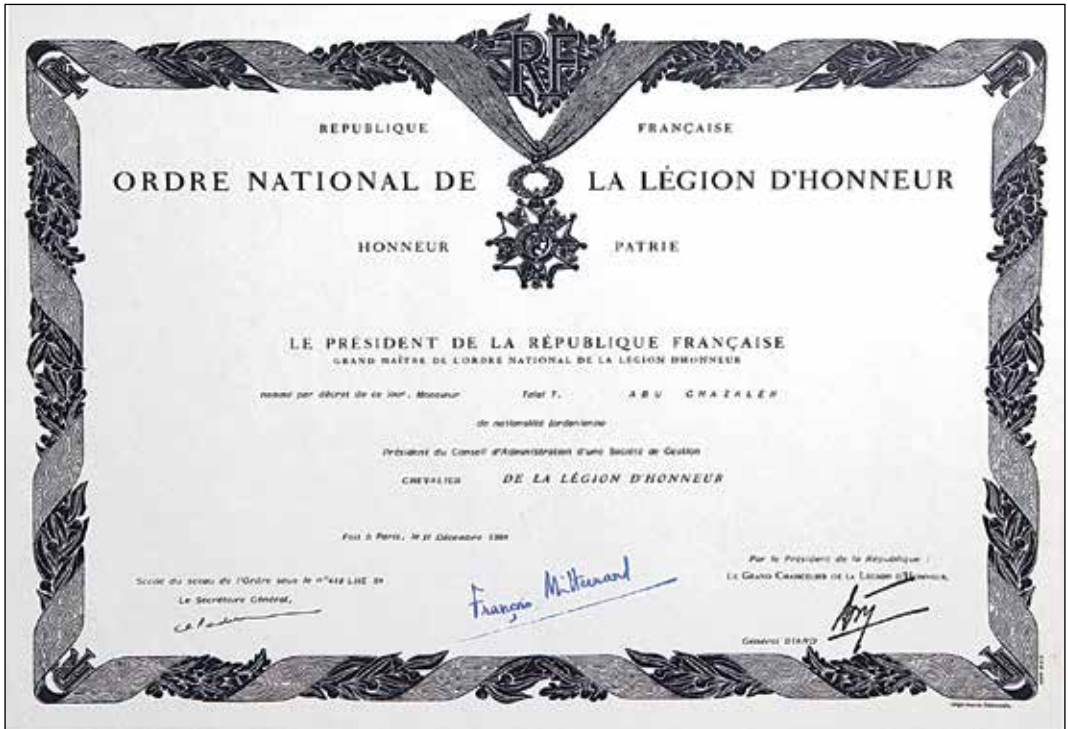 RF
RÉPUBLIQUE FRANÇAISE
ORDRE NATIONAL DE LA LÉGION D'HONNEUR
HONNEUR PATRIE
LE PRÉSIDENT DE LA RÉPUBLIQUE FRANÇAISE
GRAND MAÎTRE DE L'ORDRE NATIONAL DE LA LÉGION D'HONNEUR
nomme par décret de ce jour, Monsieur Talal T. ABU GHAZALEH
de nationalité jordanienne
Président du Conseil d'Administration d'une Société de Gestion
CHEVALIER DE LA LÉGION D'HONNEUR
Fait à Paris, le Décembre
Par le Président de la République :
Scellé du sceau de l'Ordre sous le
LE GRAND CHANCELIER DE LA LÉGION D'HONNEUR,
Le Secrétaire Général,
François Mitterrand
Général BIARD